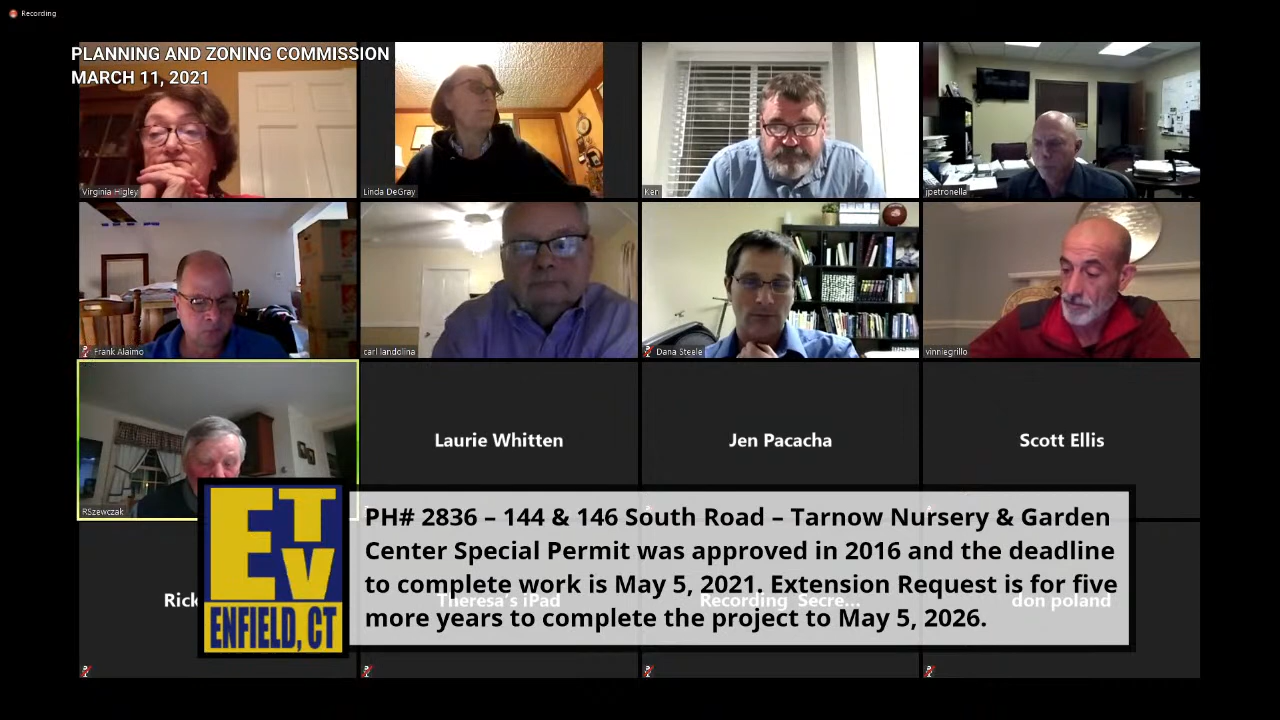 Recording
PLANNING AND ZONING COMMISSION
MARCH 11, 2021
Virginia Higley
Linda DeGray
Ken
jpetronella
Frank Alaimo
carl landolina
Dana Steele
vinniegrillo
Laurie Whitten
Jen Pacacha
Scott Ellis
RSzewczak
ETV
ENFIELD, CT
PH# 2836 – 144 & 146 South Road – Tarnow Nursery & Garden
Center Special Permit was approved in 2016 and the deadline
to complete work is May 5, 2021. Extension Request is for five
more years to complete the project to May 5, 2026.
Rick
Theresa's iPad
Recording Secre...
don poland